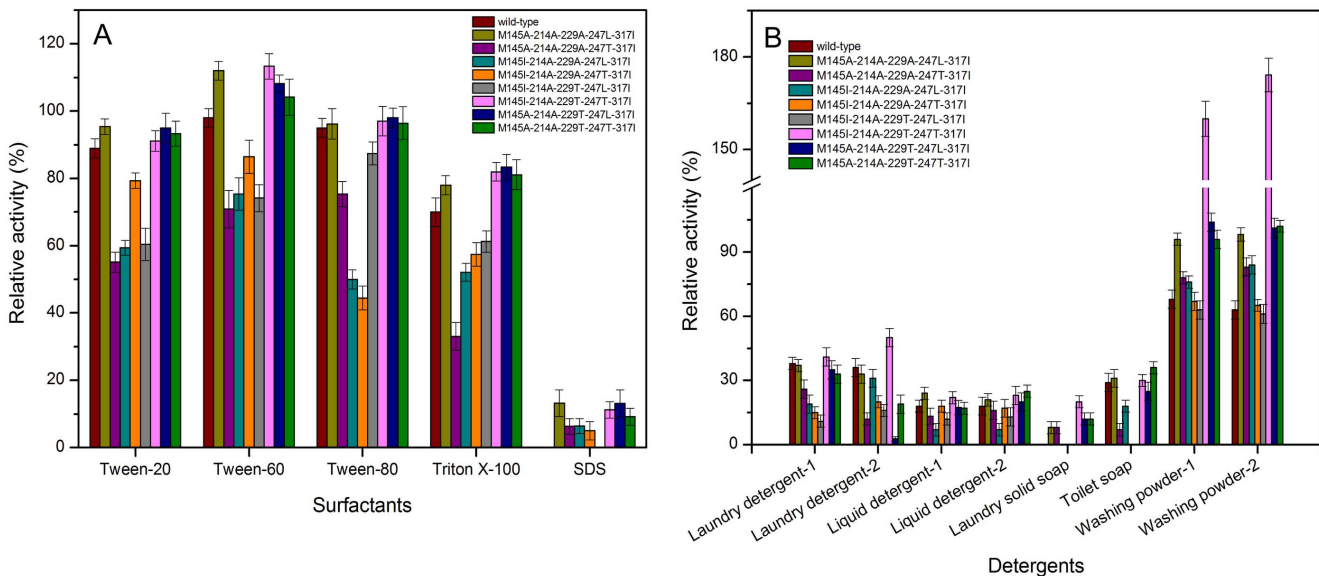 A
wild-type
M145A-214A-229A-247L-317I
M145A-214A-229A-247T-317I
M145I-214A-229A-247L-317I
M145I-214A-229A-247T-317I
M145I-214A-229T-247L-317I
M145I-214A-229T-247T-317I
M145A-214A-229T-247L-317I
M145A-214A-229T-247T-317I
Relative activity (%)
120
100
80
60
40
20
0
Tween-20 Tween-60 Tween-80 Triton X-100 SDS
Surfactants
B
wild-type
M145A-214A-229A-247L-317I
M145A-214A-229A-247T-317I
M145I-214A-229A-247L-317I
M145I-214A-229A-247T-317I
M145I-214A-229T-247L-317I
M145I-214A-229T-247T-317I
M145A-214A-229T-247L-317I
M145A-214A-229T-247T-317I
Relative activity (%)
180
150
90
60
30
0
Laundry detergent-1
Laundry detergent-2
Liquid detergent-1
Liquid detergent-2
Laundry solid soap
Toilet soap
Washing powder-1
Washing powder-2
Detergents